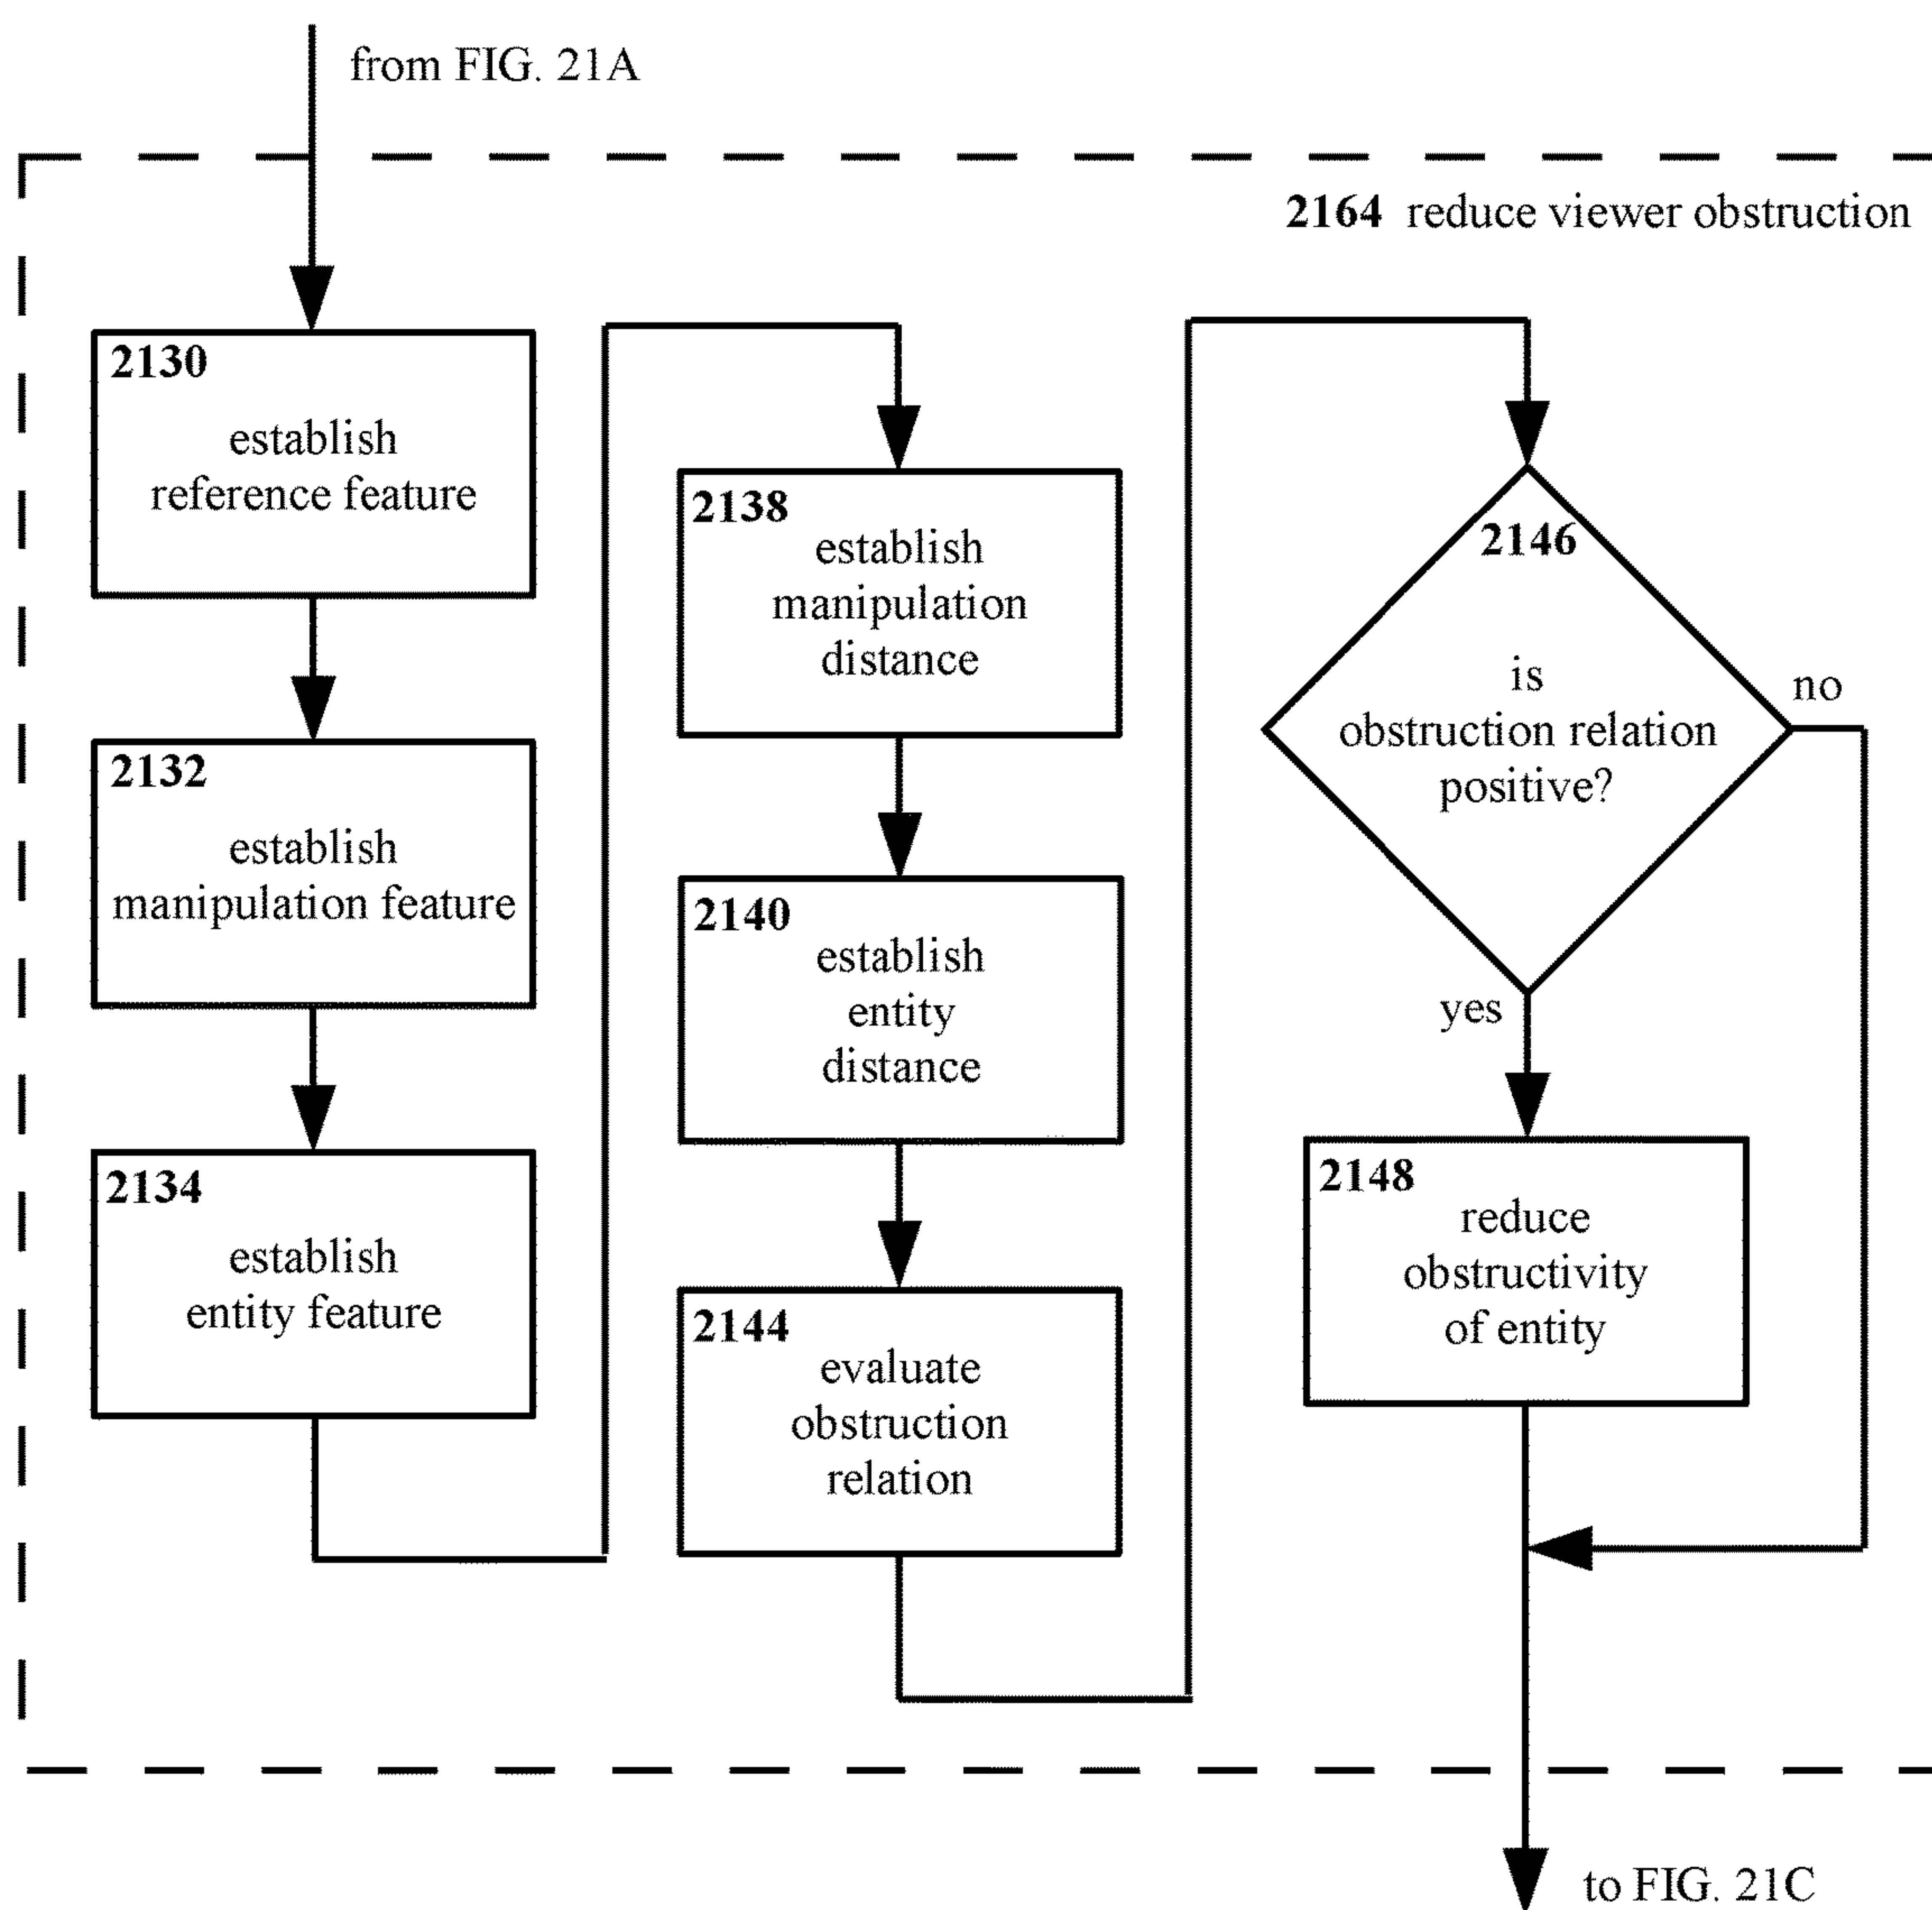 from FIG. 21A
2164 reduce viewer obstruction
2130
establish
reference feature
2132
establish
manipulation feature
2134
establish
entity feature
2138
establish
manipulation
distance
2140
establish
entity
distance
2144
evaluate
obstruction
relation
2146
is
obstruction relation
positive?
no
yes
2148
reduce
obstructivity
of entity
to FIG. 21C